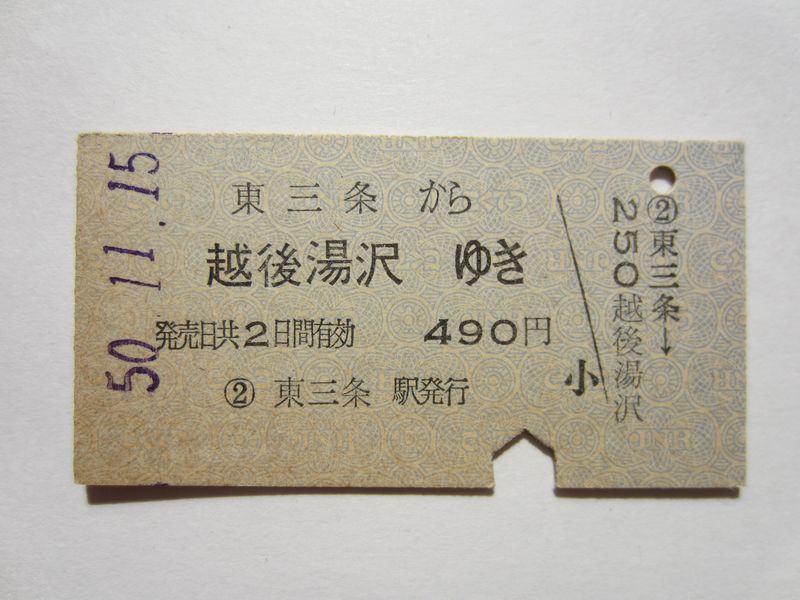 50 11.15
東三条 から
越後湯沢 ゆき
発売日共2日間有効 490円
② 東三条 駅発行
小
②東三条→
250越後湯沢